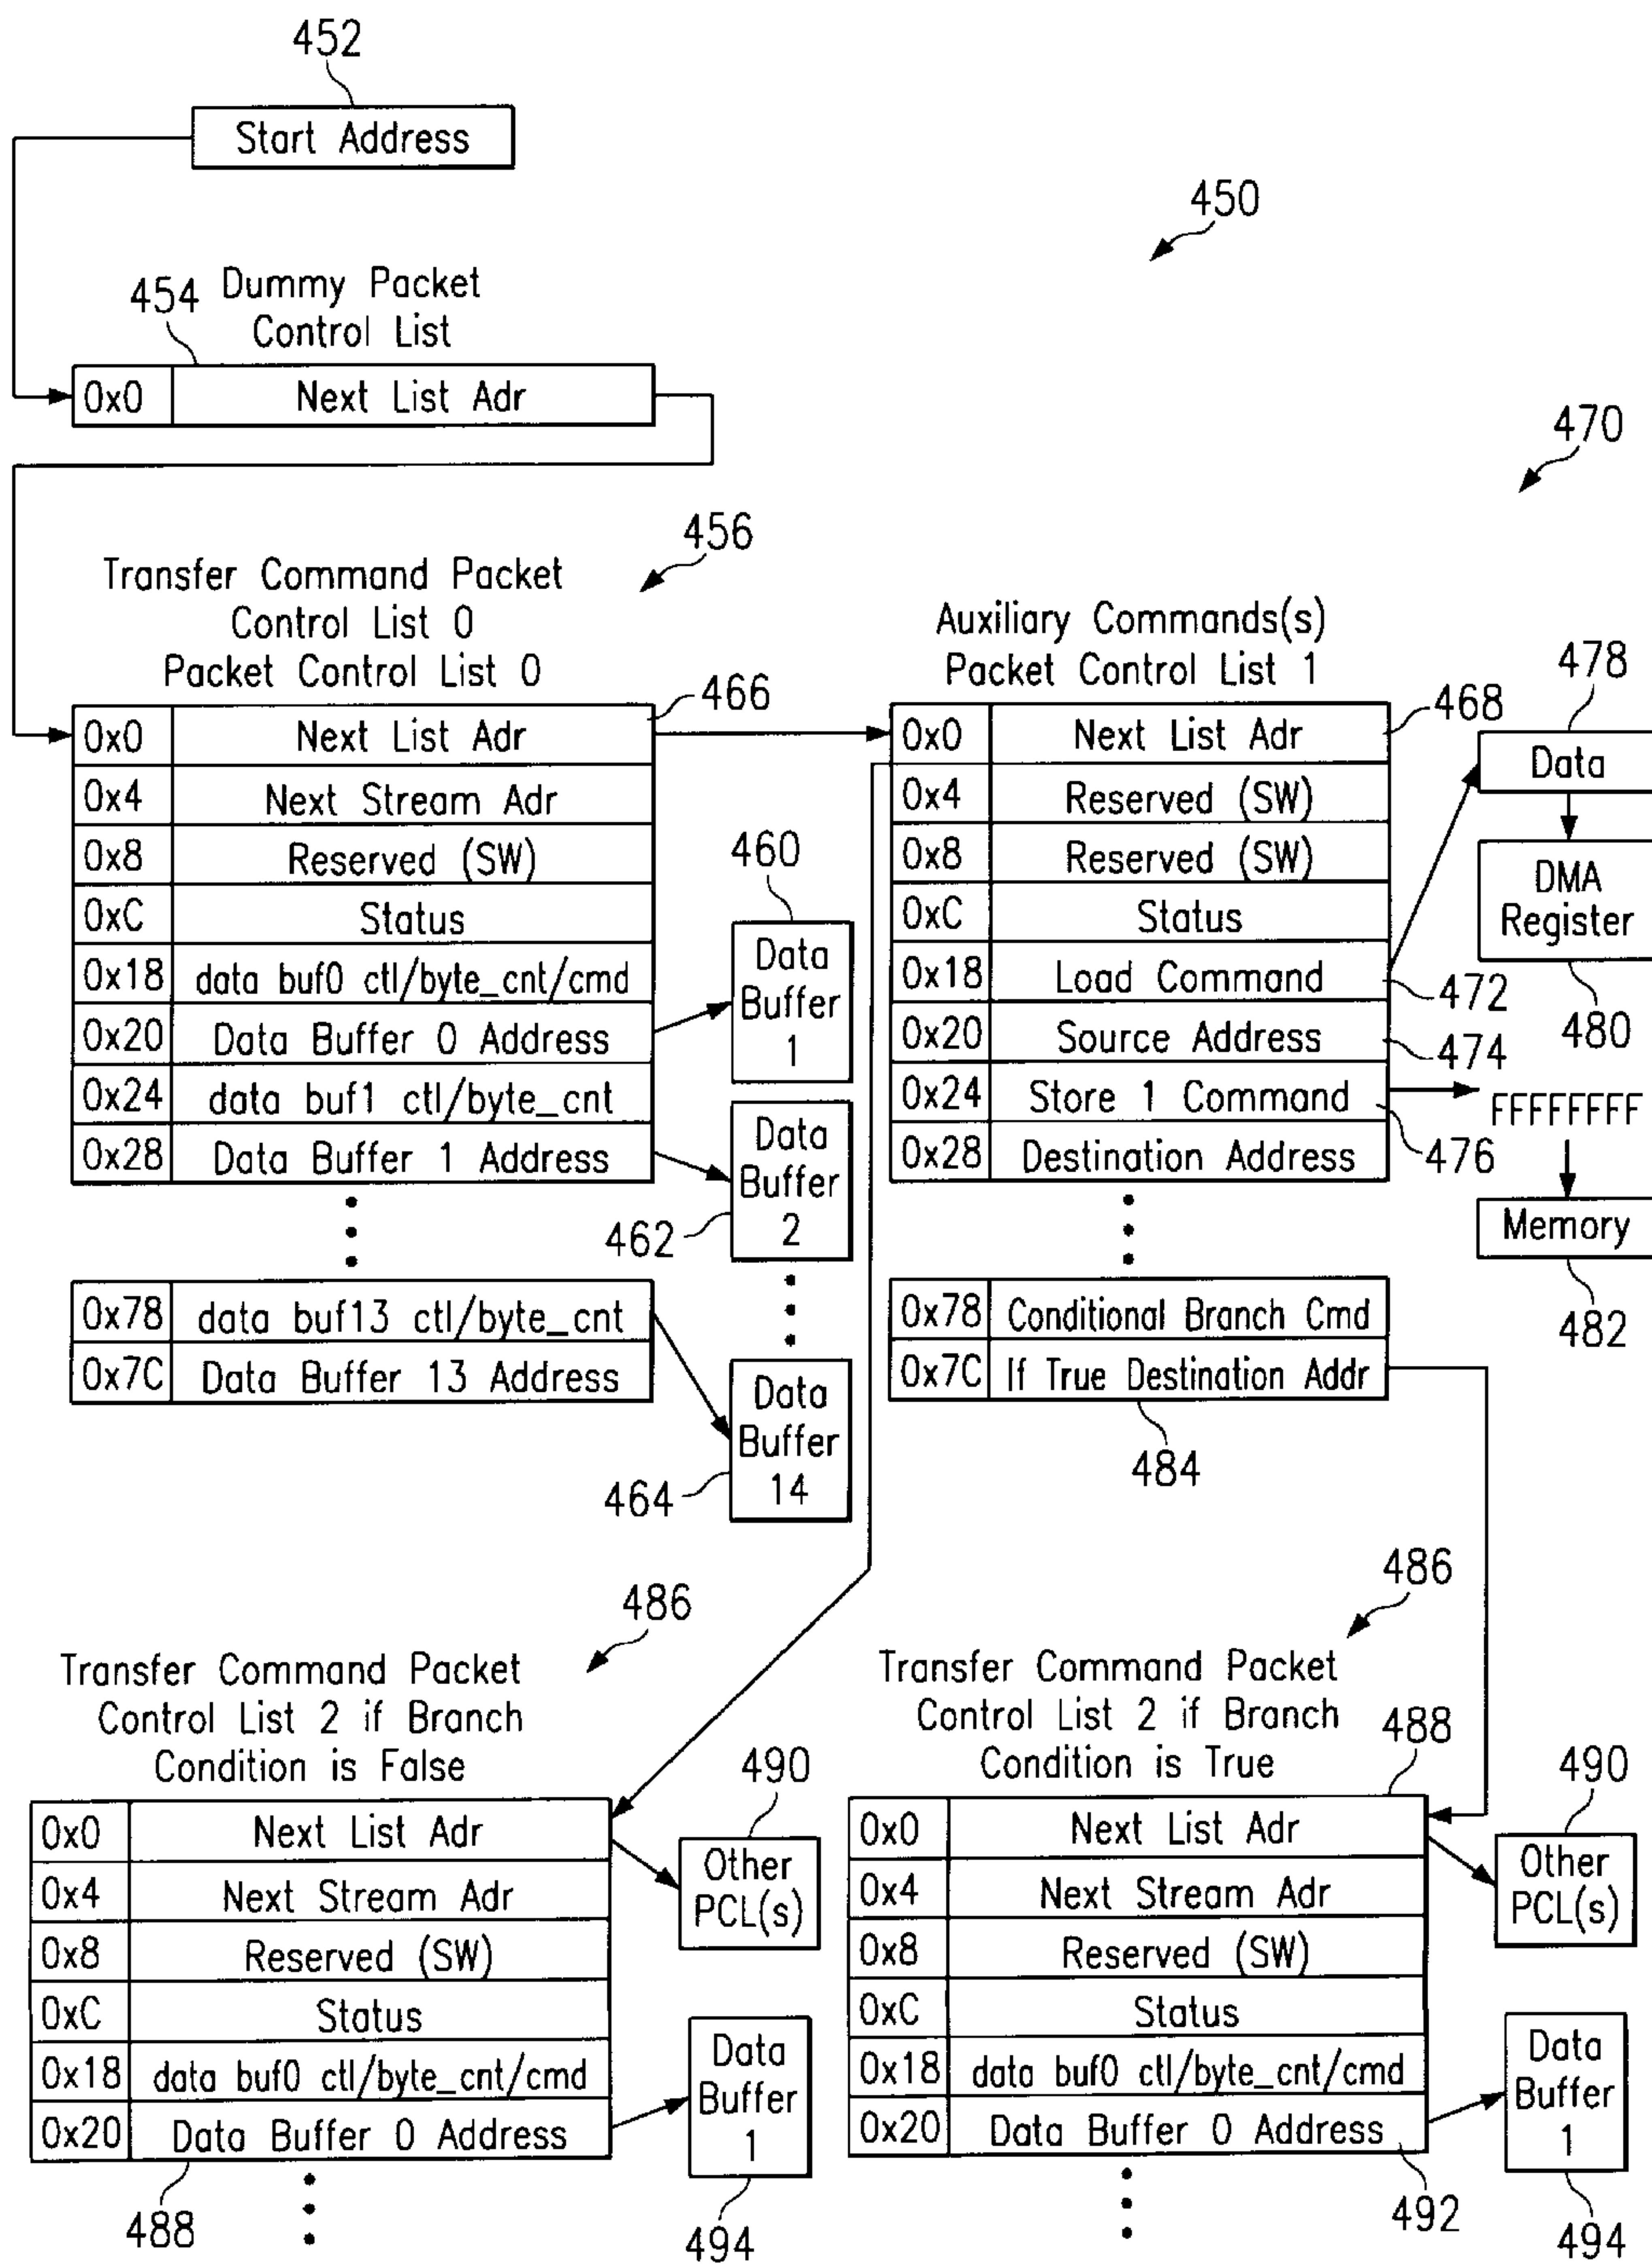 452
Start Address
450
454
Dummy Packet
Control List
0x0 Next List Adr
470
456
Transfer Command Packet
Control List 0
Packet Control List 0
466
0x0 Next List Adr
0x4 Next Stream Adr
0x8 Reserved (SW)
0xC Status
0x18 data buf0 ctl/byte_cnt/cmd
0x20 Data Buffer 0 Address
0x24 data buf1 ctl/byte_cnt
0x28 Data Buffer 1 Address
0x78 data buf13 ctl/byte_cnt
0x7C Data Buffer 13 Address
460
Data
Buffer
1
Data
Buffer
2
462
Data
Buffer
14
464
Auxiliary Commands(s)
Packet Control List 1
468
0x0 Next List Adr
0x4 Reserved (SW)
0x8 Reserved (SW)
0xC Status
0x18 Load Command
472
0x20 Source Address
474
0x24 Store 1 Command
476
0x28 Destination Address
0x78 Conditional Branch Cmd
0x7C If True Destination Addr
484
478
Data
DMA
Register
480
FFFFFFFF
Memory
482
486
Transfer Command Packet
Control List 2 if Branch
Condition is False
0x0 Next List Adr
0x4 Next Stream Adr
0x8 Reserved (SW)
0xC Status
0x18 data buf0 ctl/byte_cnt/cmd
0x20 Data Buffer 0 Address
488
490
Other
PCL(s)
Data
Buffer
1
494
486
Transfer Command Packet
Control List 2 if Branch
Condition is True
488
0x0 Next List Adr
0x4 Next Stream Adr
0x8 Reserved (SW)
0xC Status
0x18 data buf0 ctl/byte_cnt/cmd
0x20 Data Buffer 0 Address
492
490
Other
PCL(s)
Data
Buffer
1
494